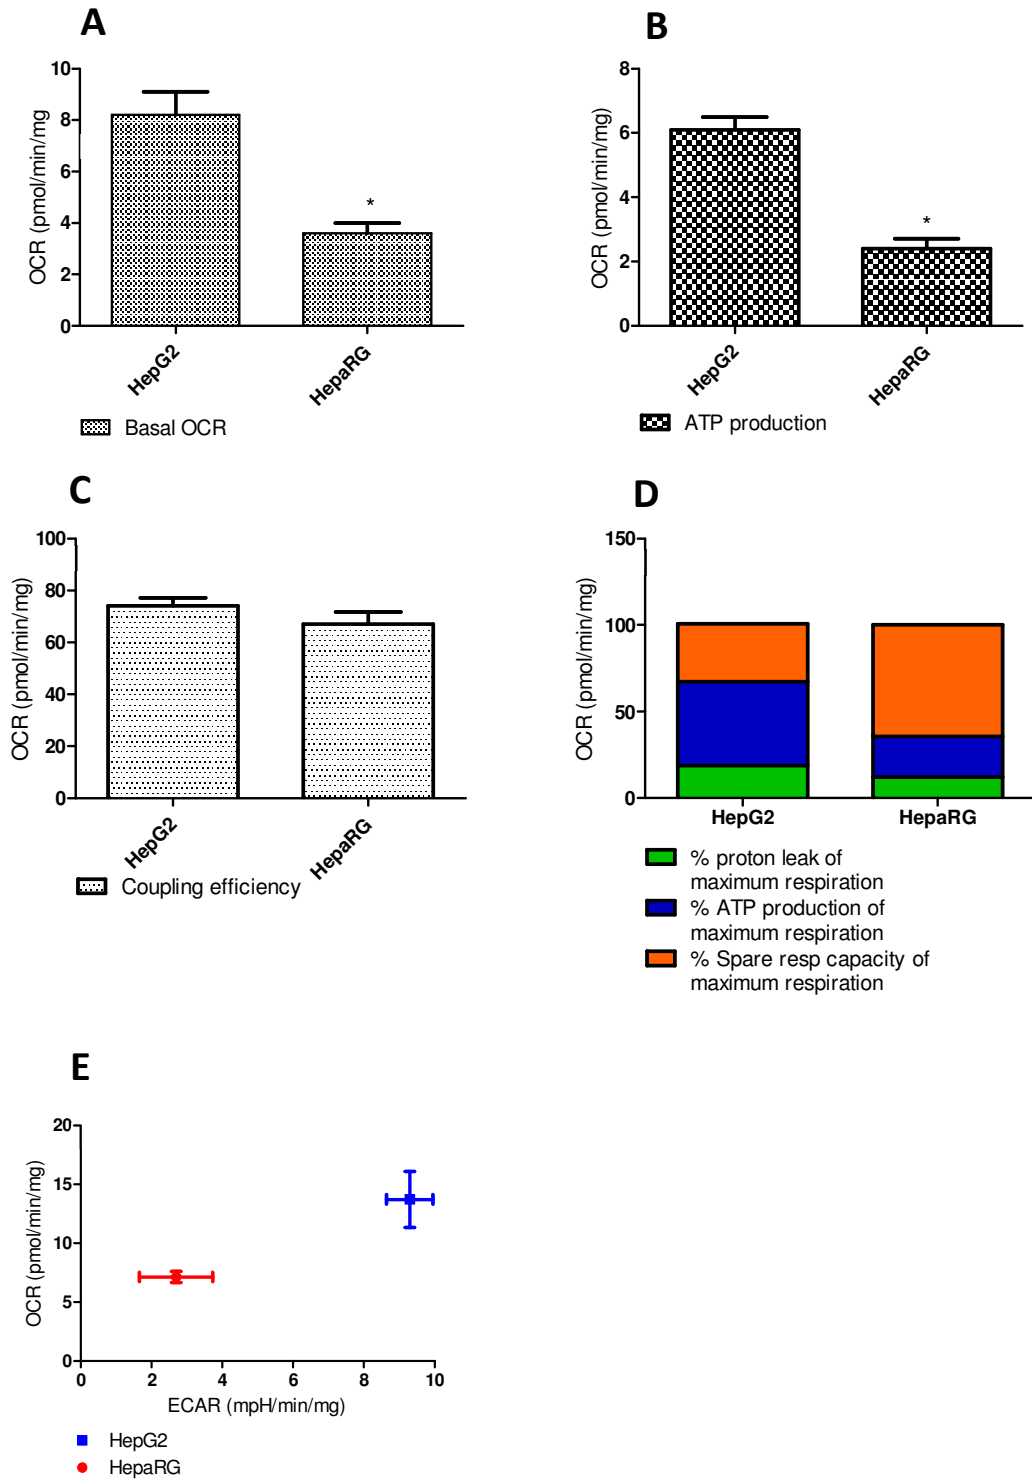 A
OCR (pmol/min/mg)
10
8
6
4
2
0
*
HepG2
HepaRG
Basal OCR
B
OCR (pmol/min/mg)
8
6
4
2
0
*
HepG2
HepaRG
ATP production
C
OCR (pmol/min/mg)
100
80
60
40
20
0
HepG2
HepaRG
Coupling efficiency
D
OCR (pmol/min/mg)
150
100
50
0
HepG2
HepaRG
% proton leak of
maximum respiration
% ATP production of
maximum respiration
% Spare resp capacity of
maximum respiration
E
OCR (pmol/min/mg)
20
15
10
5
0
0 2 4 6 8 10
ECAR (mpH/min/mg)
HepG2
HepaRG